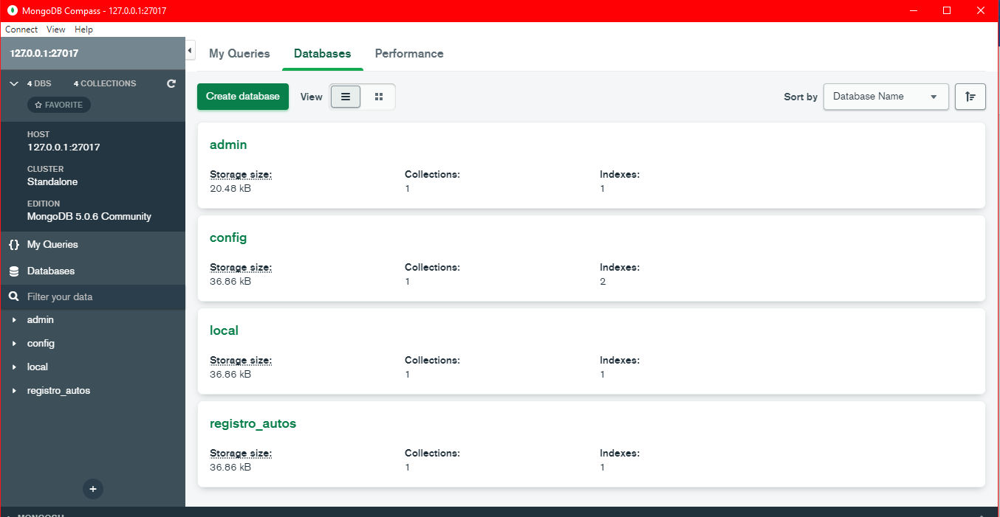 MongoDB Compass - 127.0.0.1:27017
Connect View Help
127.0.0.1:27017
4 DBS 4 COLLECTIONS
FAVORITE
HOST
127.0.0.1:27017
CLUSTER
Standalone
EDITION
MongoDB 5.0.6 Community
My Queries
Databases
Filter your data
admin
config
local
registro_autos
My Queries Databases Performance
Create database View Sort by Database Name
admin
Storage size: Collections: Indexes:
20.48 kB 1 1
config
Storage size: Collections: Indexes:
36.86 kB 1 2
local
Storage size: Collections: Indexes:
36.86 kB 1 1
registro_autos
Storage size: Collections: Indexes:
36.86 kB 1 1
MONGOSH